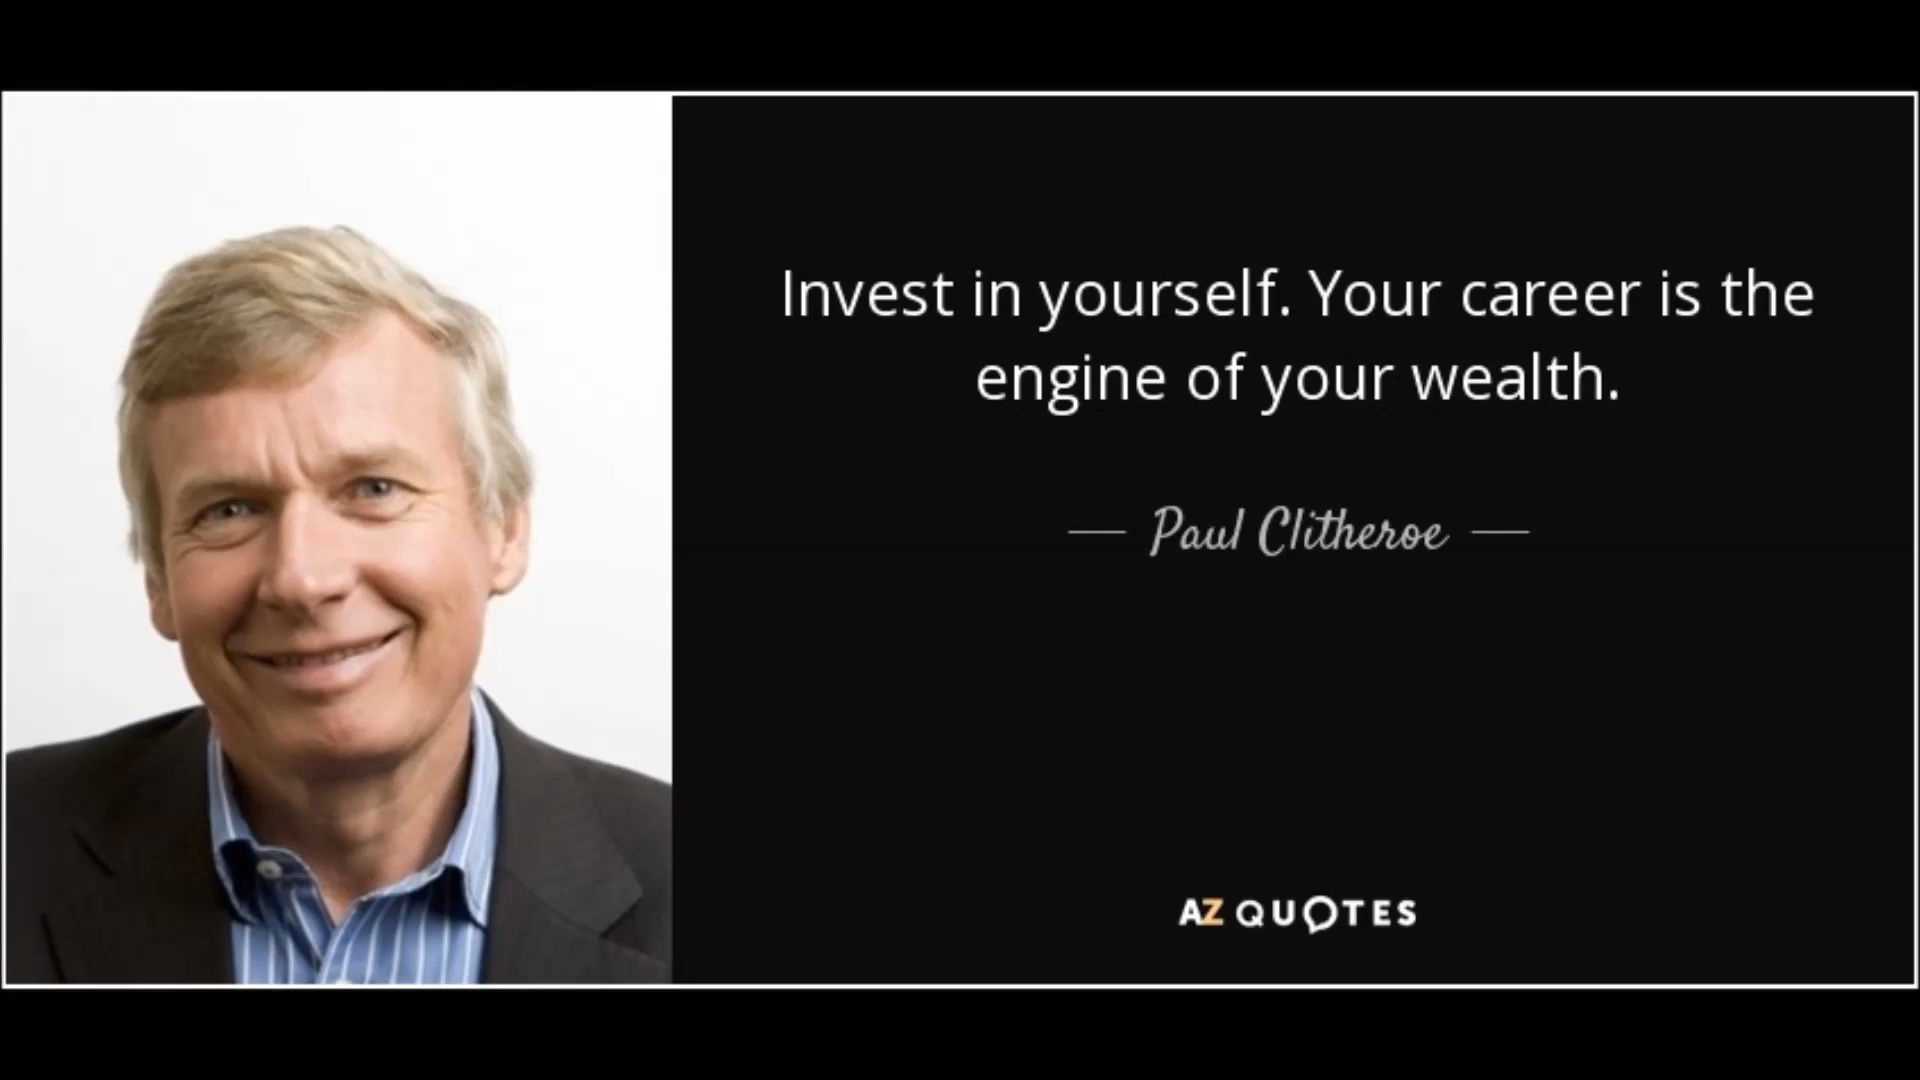 Invest in yourself. Your career is the
engine of your wealth.
— Paul Clitheroe —
AZ QUOTES